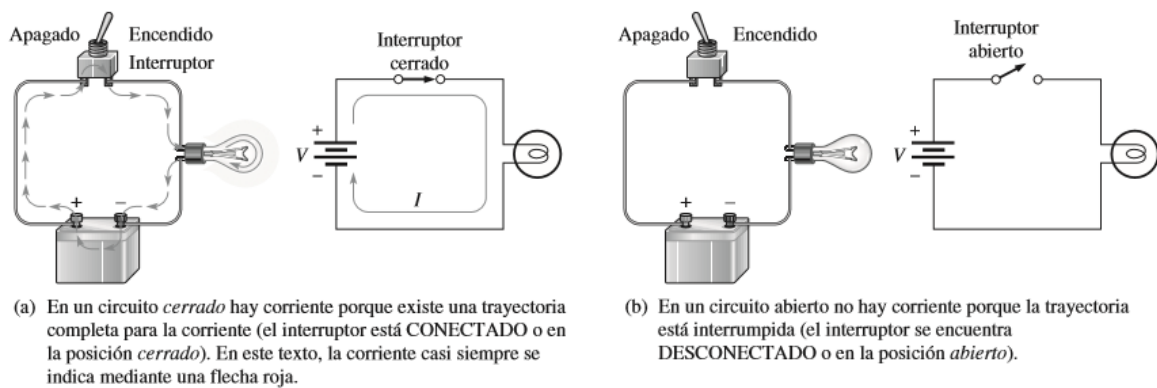 Apagado Encendido
Interruptor
Interruptor
cerrado
+
V
−
I
+ −
(a) En un circuito cerrado hay corriente porque existe una trayectoria
completa para la corriente (el interruptor está CONECTADO o en
la posición cerrado). En este texto, la corriente casi siempre se
indica mediante una flecha roja.
Apagado Encendido
Interruptor
abierto
+
V
−
+ −
(b) En un circuito abierto no hay corriente porque la trayectoria
está interrumpida (el interruptor se encuentra
DESCONECTADO o en la posición abierto).